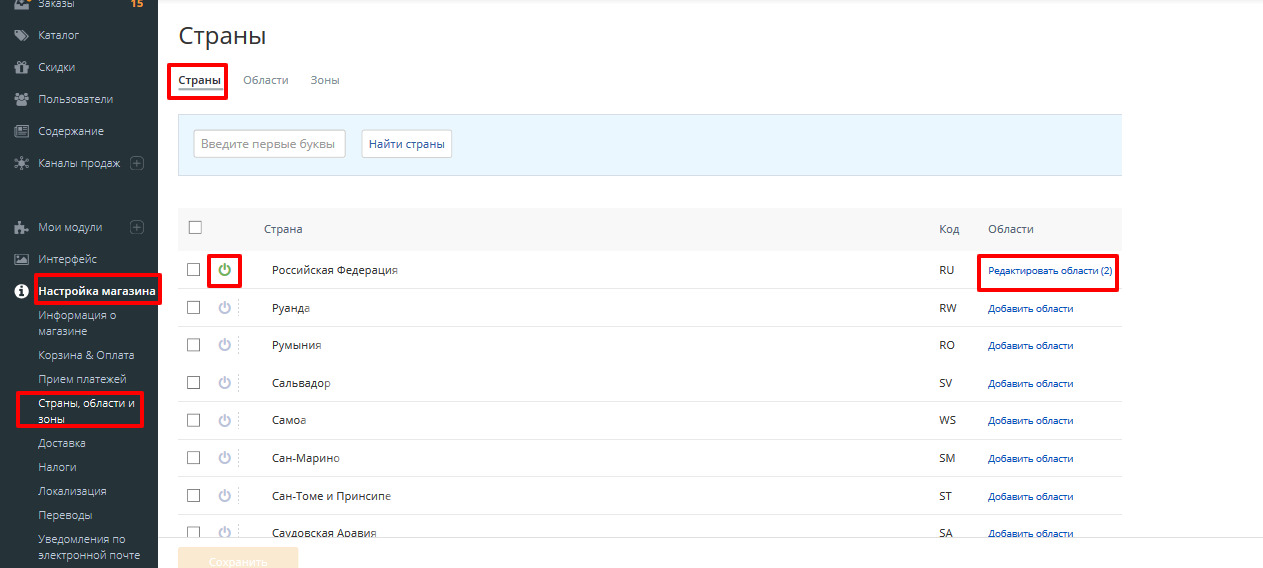 Заказы 15
Каталог
Скидки
Пользователи
Содержание
Каналы продаж
Мои модули
Интерфейс
Настройка магазина
Информация о
магазине
Корзина & Оплата
Прием платежей
Страны, области и
зоны
Доставка
Налоги
Локализация
Переводы
Уведомления по
электронной почте
Страны
Страны Области Зоны
Введите первые буквы Найти страны
Страна Код Области
Российская Федерация RU Редактировать области (2)
Руанда RW Добавить области
Румыния RO Добавить области
Сальвадор SV Добавить области
Самоа WS Добавить области
Сан-Марино SM Добавить области
Сан-Томе и Принсипе ST Добавить области
Саудовская Аравия SA Добавить области
Сохранить